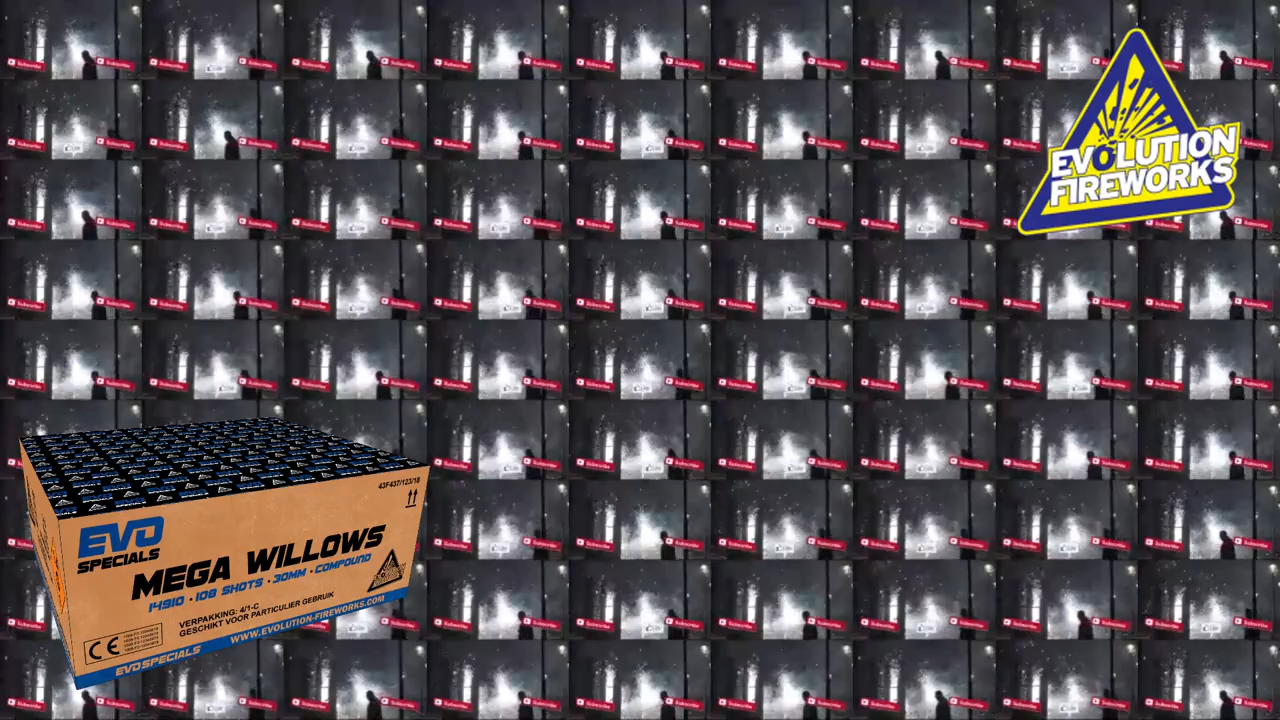 EVOLUTION
FIREWORKS
43F437/123/18
EVO
SPECIALS
MEGA WILLOWS
14910 · 108 SHOTS · 30MM · COMPOUND
VERPAKKING: 4/1-C
GESCHIKT VOOR PARTICULIER GEBRUIK
CE
WWW.EVOLUTION-FIREWORKS.COM
EVO SPECIALS
Subscribe